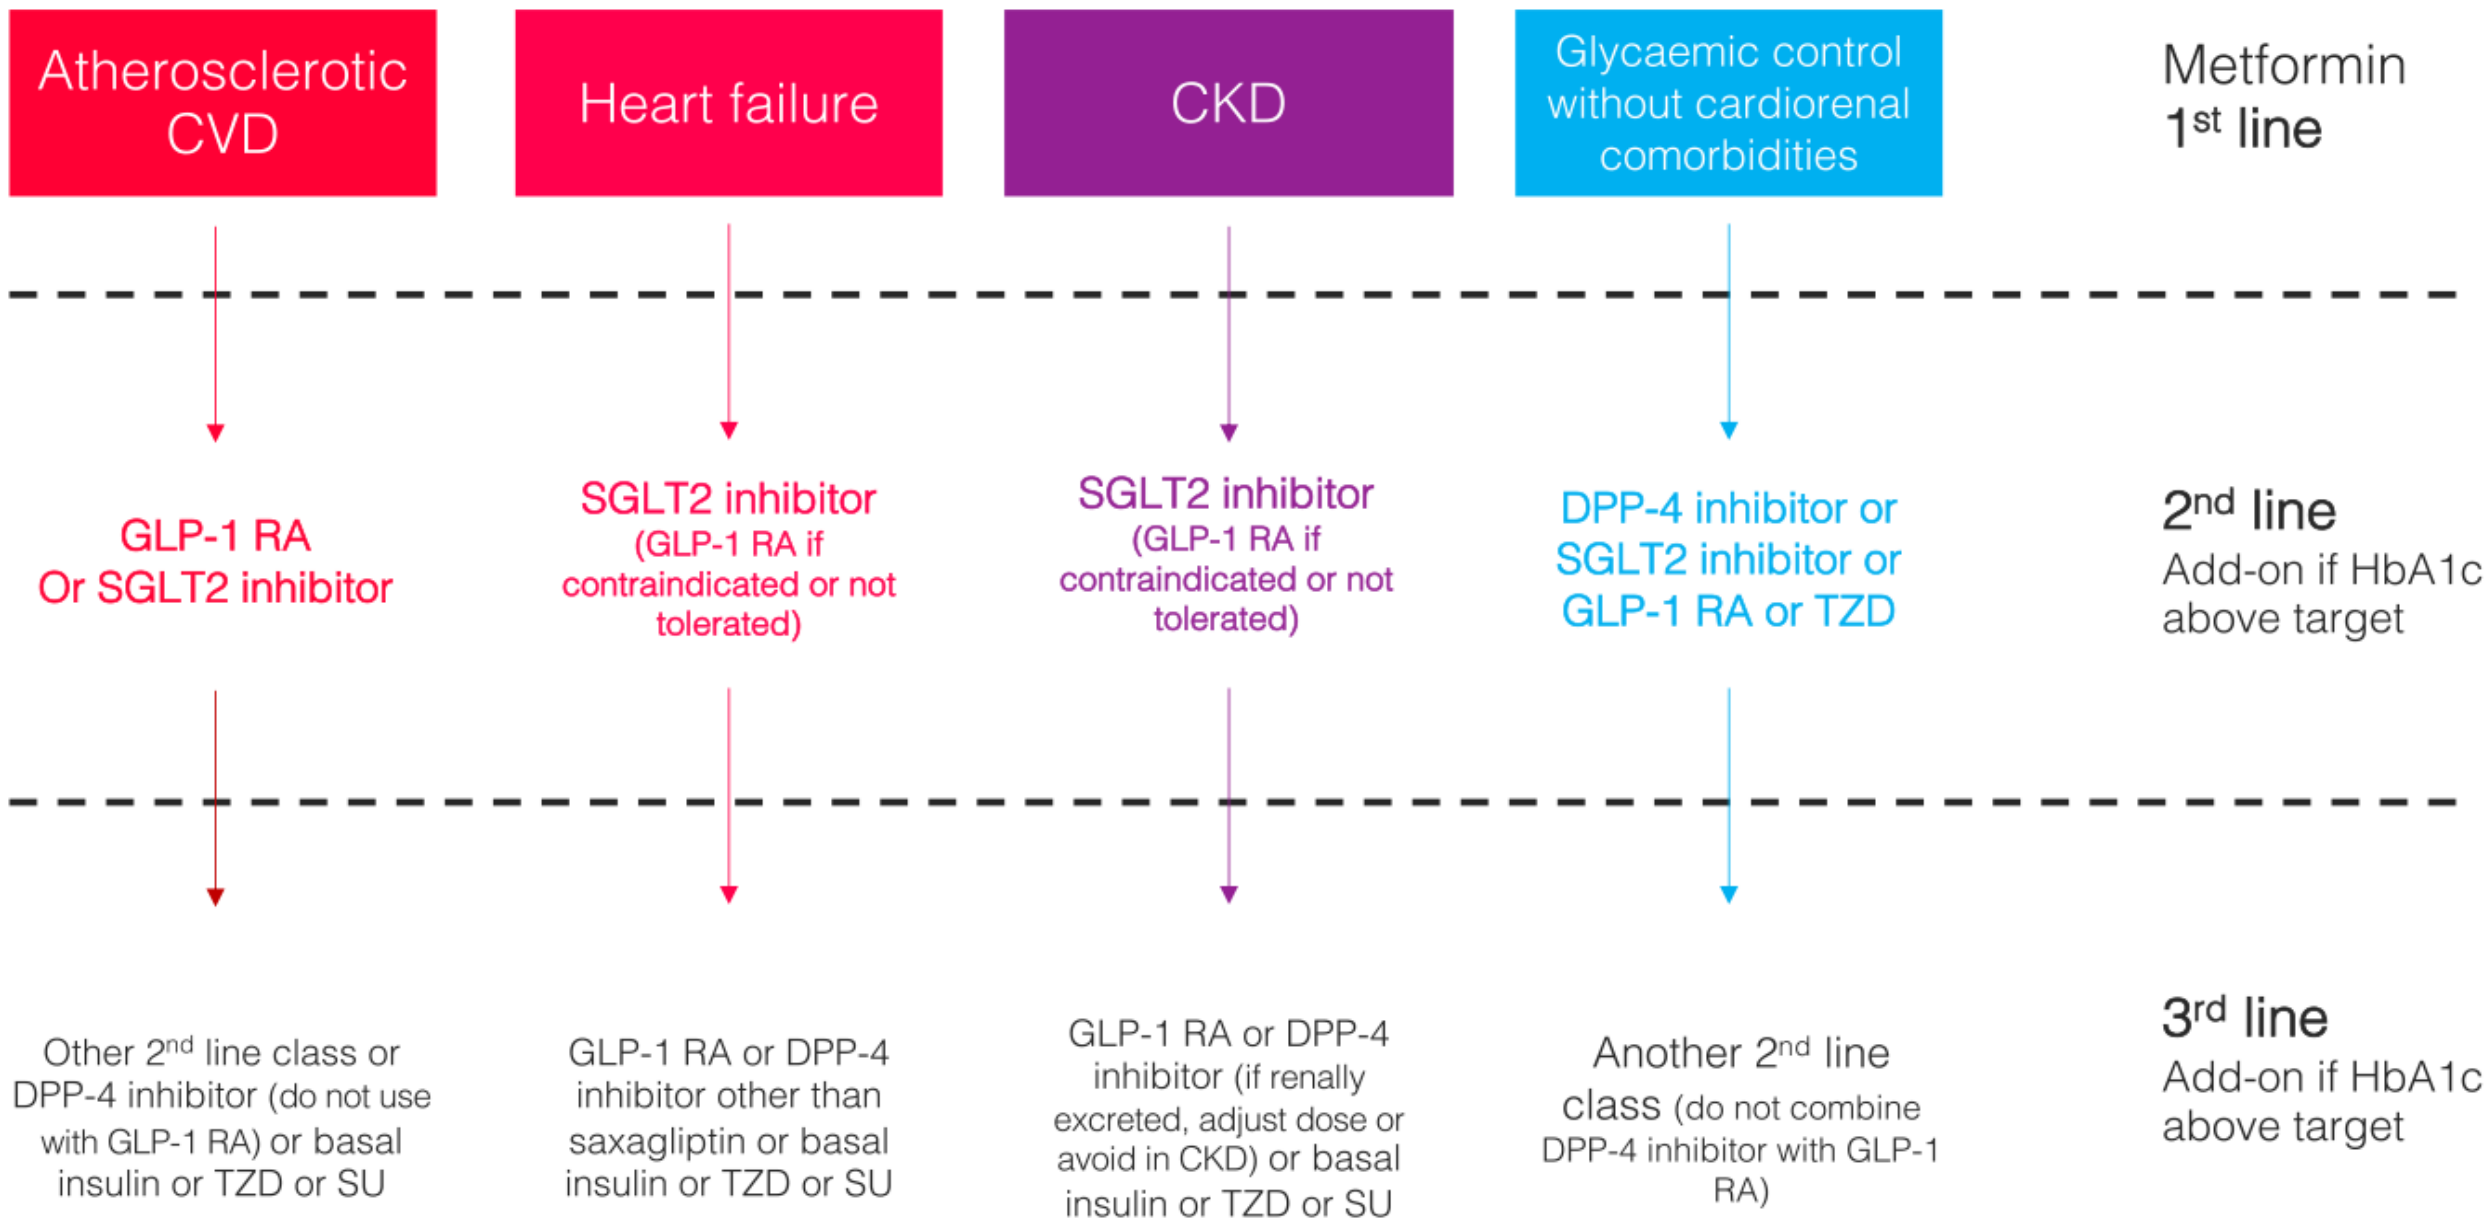 Atherosclerotic
CVD
Heart failure
CKD
Glycaemic control
without cardiorenal
comorbidities
Metformin
1st line
GLP-1 RA
Or SGLT2 inhibitor
SGLT2 inhibitor
(GLP-1 RA if
contraindicated or not
tolerated)
SGLT2 inhibitor
(GLP-1 RA if
contraindicated or not
tolerated)
DPP-4 inhibitor or
SGLT2 inhibitor or
GLP-1 RA or TZD
2nd line
Add-on if HbA1c
above target
Other 2nd line class or
DPP-4 inhibitor (do not use
with GLP-1 RA) or basal
insulin or TZD or SU
GLP-1 RA or DPP-4
inhibitor other than
saxagliptin or basal
insulin or TZD or SU
GLP-1 RA or DPP-4
inhibitor (if renally
excreted, adjust dose or
avoid in CKD) or basal
insulin or TZD or SU
Another 2nd line
class (do not combine
DPP-4 inhibitor with GLP-1
RA)
3rd line
Add-on if HbA1c
above target